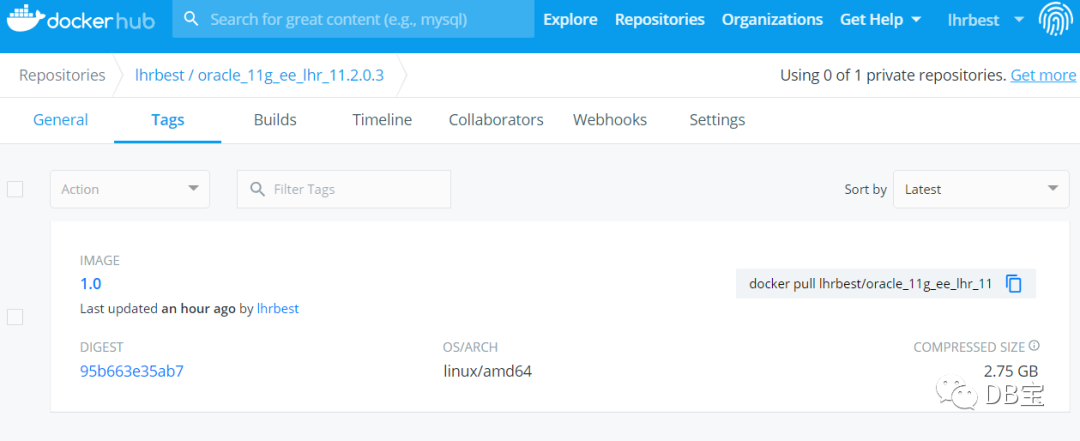 dockerhub
Search for great content (e.g., mysql)
Explore
Repositories
Organizations
Get Help
lhrbest
Repositories
lhrbest / oracle_11g_ee_lhr_11.2.0.3
Using 0 of 1 private repositories. Get more
General
Tags
Builds
Timeline
Collaborators
Webhooks
Settings
Action
Filter Tags
Sort by
Latest
IMAGE
1.0
docker pull lhrbest/oracle_11g_ee_lhr_11
Last updated an hour ago by lhrbest
DIGEST
OS/ARCH
COMPRESSED SIZE
95b663e35ab7
linux/amd64
2.75 GB
DB宝